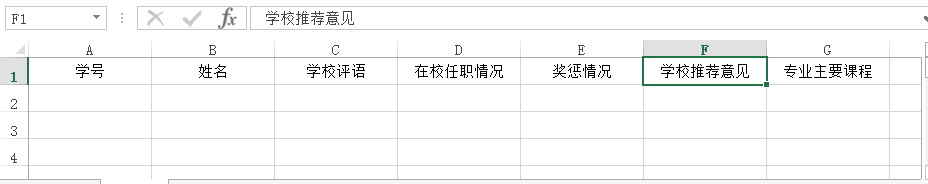 F1 fx 学校推荐意见
A B C D E F G
1 学号 姓名 学校评语 在校任职情况 奖惩情况 学校推荐意见 专业主要课程
2
3
4